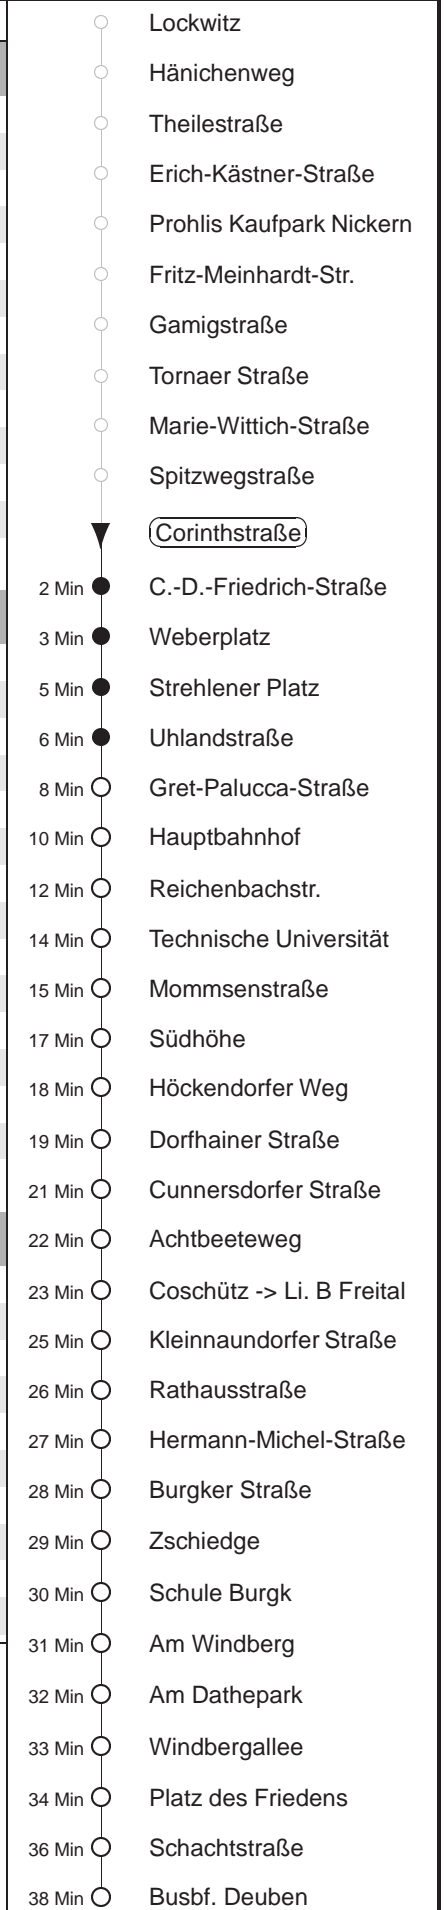 Lockwitz
Hänichenweg
Theilestraße
Erich-Kästner-Straße
Prohlis Kaufpark Nickern
Fritz-Meinhardt-Str.
Gamigstraße
Tornaer Straße
Marie-Wittich-Straße
Spitzwegstraße
Corinthstraße
2 Min C.-D.-Friedrich-Straße
3 Min Weberplatz
5 Min Strehlener Platz
6 Min Uhlandstraße
8 Min Gret-Palucca-Straße
10 Min Hauptbahnhof
12 Min Reichenbachstr.
14 Min Technische Universität
15 Min Mommsenstraße
17 Min Südhöhe
18 Min Höckendorfer Weg
19 Min Dorfhainer Straße
21 Min Cunnersdorfer Straße
22 Min Achtbeeteweg
23 Min Coschütz -> Li. B Freital
25 Min Kleinnaundorfer Straße
26 Min Rathausstraße
27 Min Hermann-Michel-Straße
28 Min Burgker Straße
29 Min Zschiedge
30 Min Schule Burgk
31 Min Am Windberg
32 Min Am Dathepark
33 Min Windbergallee
34 Min Platz des Friedens
36 Min Schachtstraße
38 Min Busbf. Deuben